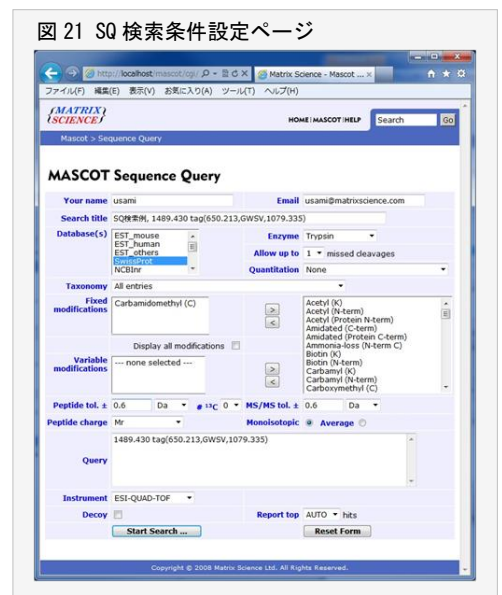 図 21 SQ 検索条件設定ページ
http://localhost/mascot/cgi/
Matrix Science - Mascot ...
ファイル(F) 編集(E) 表示(V) お気に入り(A) ツール(T) ヘルプ(H)
{MATRIX}
{SCIENCE}
HOME | MASCOT | HELP Search Go
Mascot > Sequence Query
MASCOT Sequence Query
Your name usami Email usami@matrixscience.com
Search title SQ検索例, 1489.430 tag(650.213,GWSV,1079.335)
Database(s) EST_mouse
EST_human
EST_others
SwissProt
NCBInr
Enzyme Trypsin
Allow up to 1 missed cleavages
Quantitation None
Taxonomy All entries
Fixed modifications Carbamidomethyl (C)
> <
Display all modifications
Variable modifications --- none selected ---
> <
Acetyl (K)
Acetyl (N-term)
Acetyl (Protein N-term)
Amidated (C-term)
Amidated (Protein C-term)
Ammonia-loss (N-term C)
Biotin (K)
Biotin (N-term)
Carbamyl (K)
Carbamyl (N-term)
Carboxymethyl (C)
Peptide tol. ± 0.6 Da # 13C 0 MS/MS tol. ± 0.6 Da
Peptide charge Mr Monoisotopic Average
Query 1489.430 tag(650.213,GWSV,1079.335)
Instrument ESI-QUAD-TOF
Decoy Report top AUTO hits
Start Search ... Reset Form
Copyright © 2008 Matrix Science Ltd. All Rights Reserved.